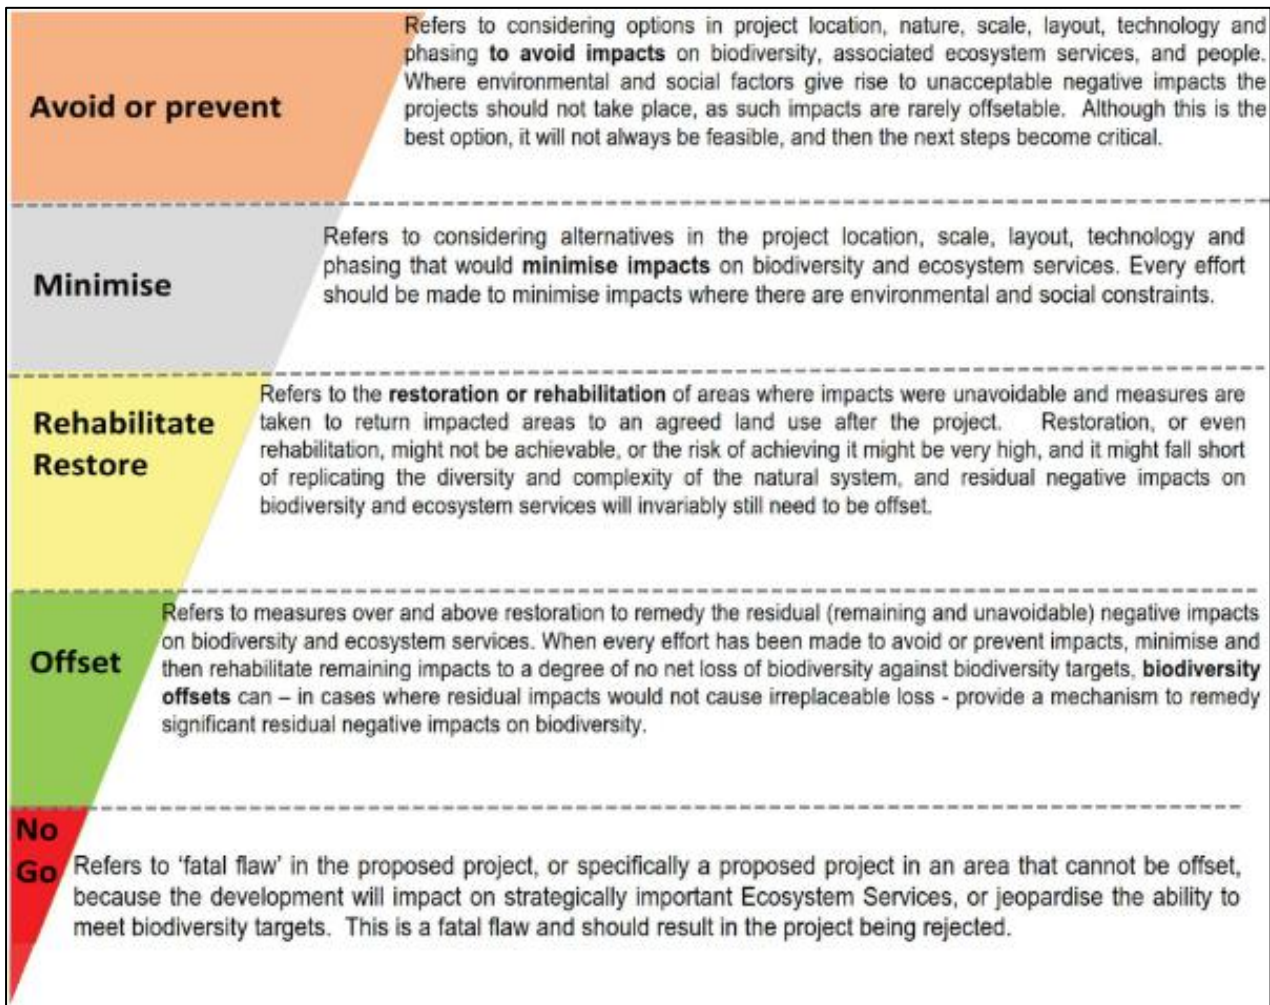 Refers to considering options in project location, nature, scale, layout, technology and
phasing to avoid impacts on biodiversity, associated ecosystem services, and people.
Where environmental and social factors give rise to unacceptable negative impacts the
Avoid or prevent
projects should not take place, as such impacts are rarely offsetable. Although this is the
best option, it will not always be feasible, and then the next steps become critical.
Refers to considering alternatives in the project location, scale, layout, technology and
phasing that would minimise impacts on biodiversity and ecosystem services. Every effort
Minimise
should be made to minimise impacts where there are environmental and social constraints.
Refers to the restoration or rehabilitation of areas where impacts were unavoidable and measures are
Rehabilitate
taken to return impacted areas to an agreed land use after the project. Restoration, or even
rehabilitation, might not be achievable, or the risk of achieving it might be very high, and it might fall short
Restore
of replicating the diversity and complexity of the natural system, and residual negative impacts on
biodiversity and ecosystem services will invariably still need to be offset.
Refers to measures over and above restoration to remedy the residual (remaining and unavoidable) negative impacts
on biodiversity and ecosystem services. When every effort has been made to avoid or prevent impacts, minimise and
Offset
then rehabilitate remaining impacts to a degree of no net loss of biodiversity against biodiversity targets, biodiversity
offsets can – in cases where residual impacts would not cause irreplaceable loss - provide a mechanism to remedy
significant residual negative impacts on biodiversity.
No
Go
Refers to ‘fatal flaw’ in the proposed project, or specifically a proposed project in an area that cannot be offset,
because the development will impact on strategically important Ecosystem Services, or jeopardise the ability to
meet biodiversity targets. This is a fatal flaw and should result in the project being rejected.